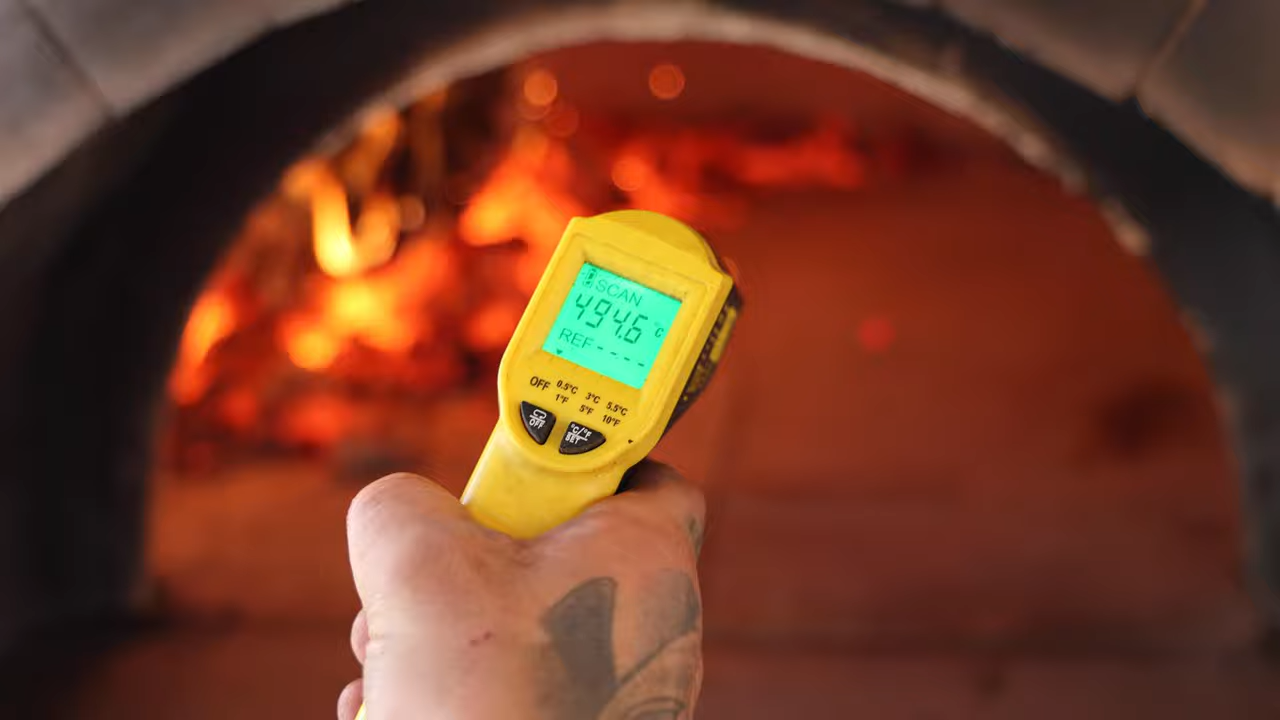 SCAN
494.6 °C
REF----
OFF 0.5°C 3°C 5.5°C
1°F 5°F 10°F
OFF °C/°F
SET